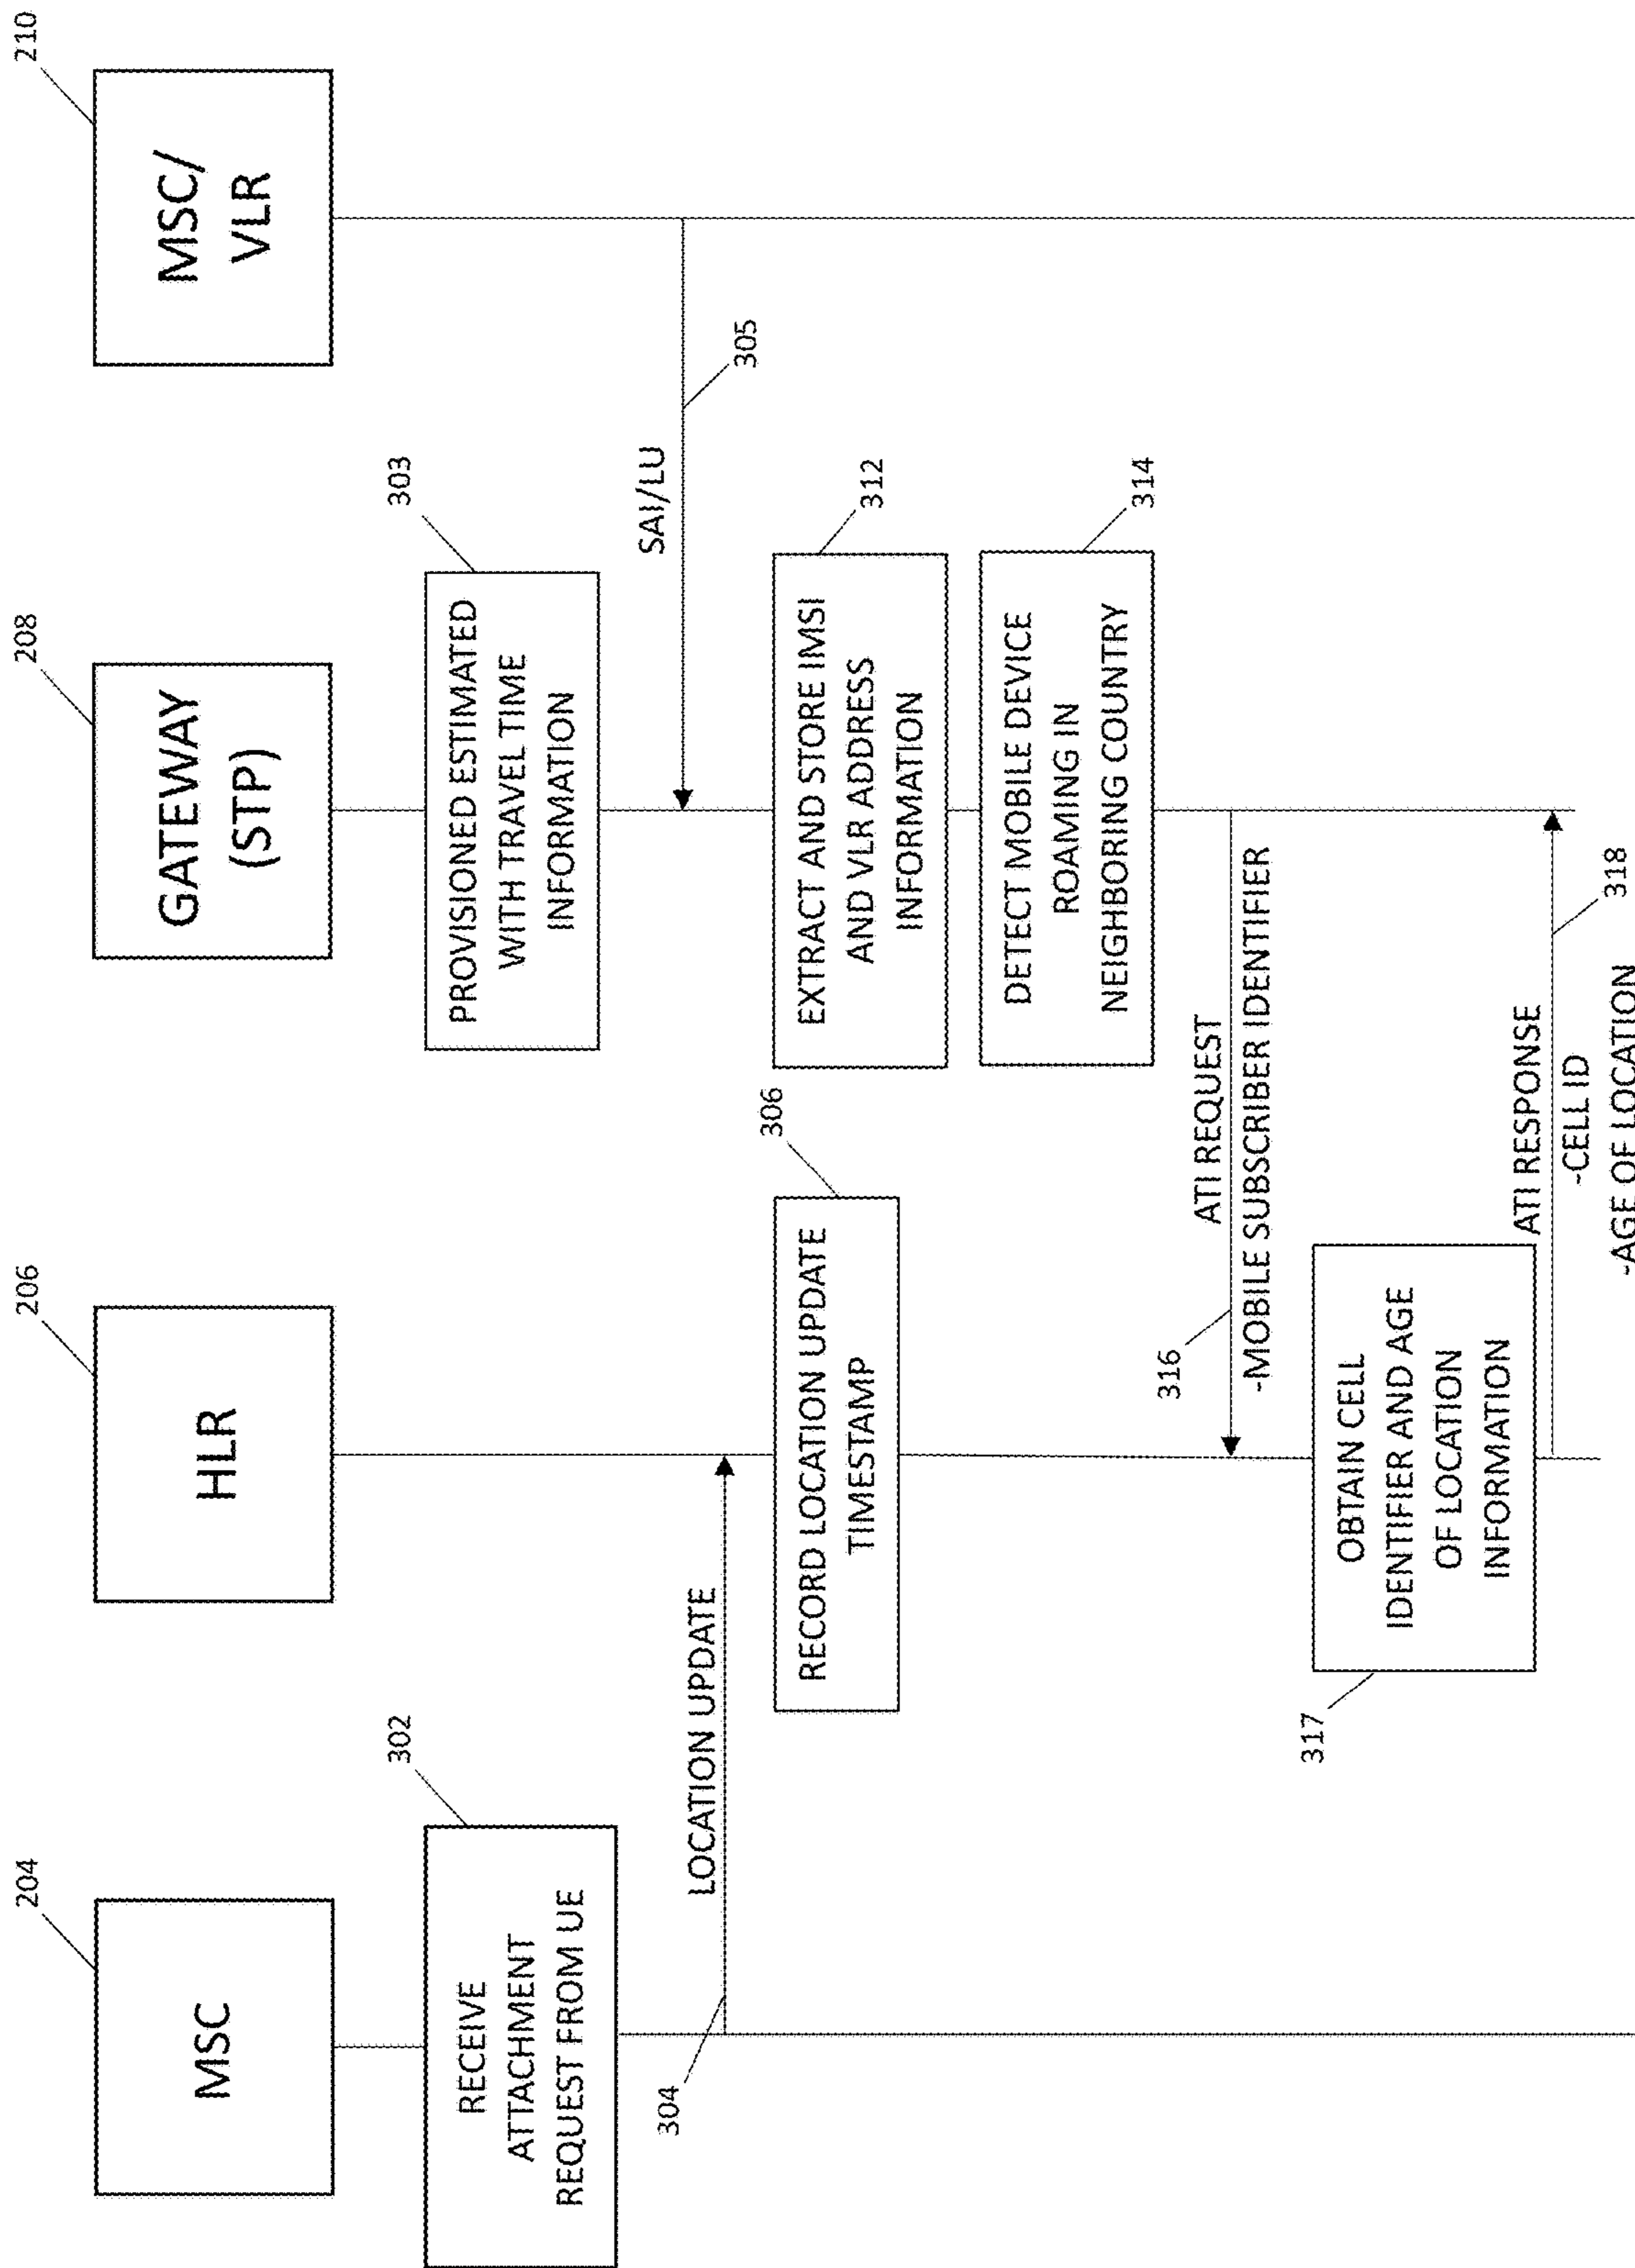 204
MSC
206
HLR
208
GATEWAY
(STP)
210
MSC/
VLR
302
RECEIVE
ATTACHMENT
REQUEST FROM UE
303
PROVISIONED ESTIMATED
WITH TRAVEL TIME
INFORMATION
304
LOCATION UPDATE
SAI/LU
305
306
RECORD LOCATION UPDATE
TIMESTAMP
312
EXTRACT AND STORE IMSI
AND VLR ADDRESS
INFORMATION
314
DETECT MOBILE DEVICE
ROAMING IN
NEIGHBORING COUNTRY
316
ATI REQUEST
-MOBILE SUBSCRIBER IDENTIFIER
317
OBTAIN CELL
IDENTIFIER AND AGE
OF LOCATION
INFORMATION
318
ATI RESPONSE
-CELL ID
-AGE OF LOCATION